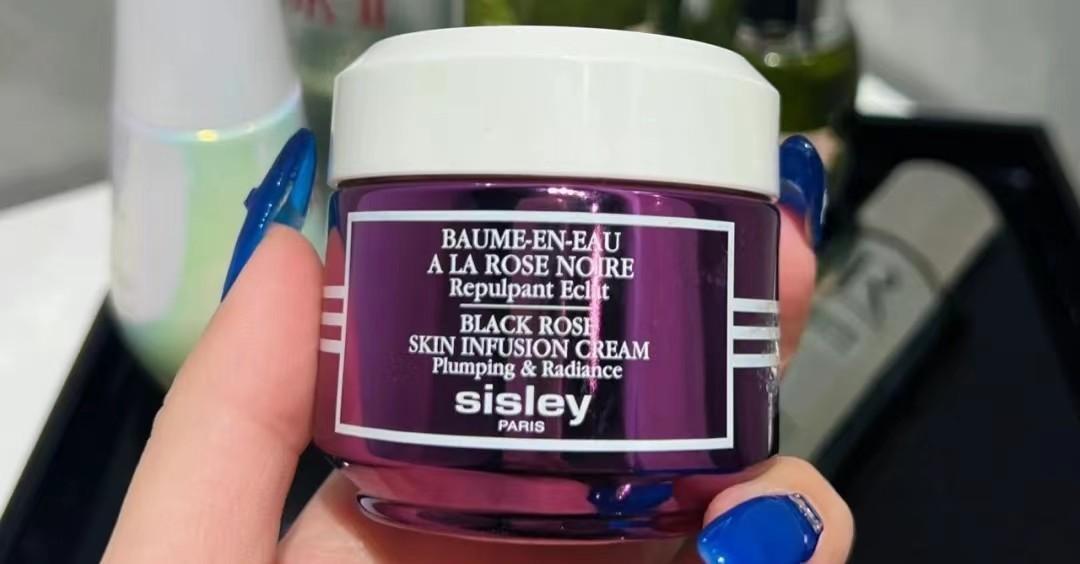 BAUME-EN-EAU
A LA ROSE NOIRE
Repulpant Eclat
BLACK ROSE
SKIN INFUSION CREAM
Plumping & Radiance
sisley
PARIS